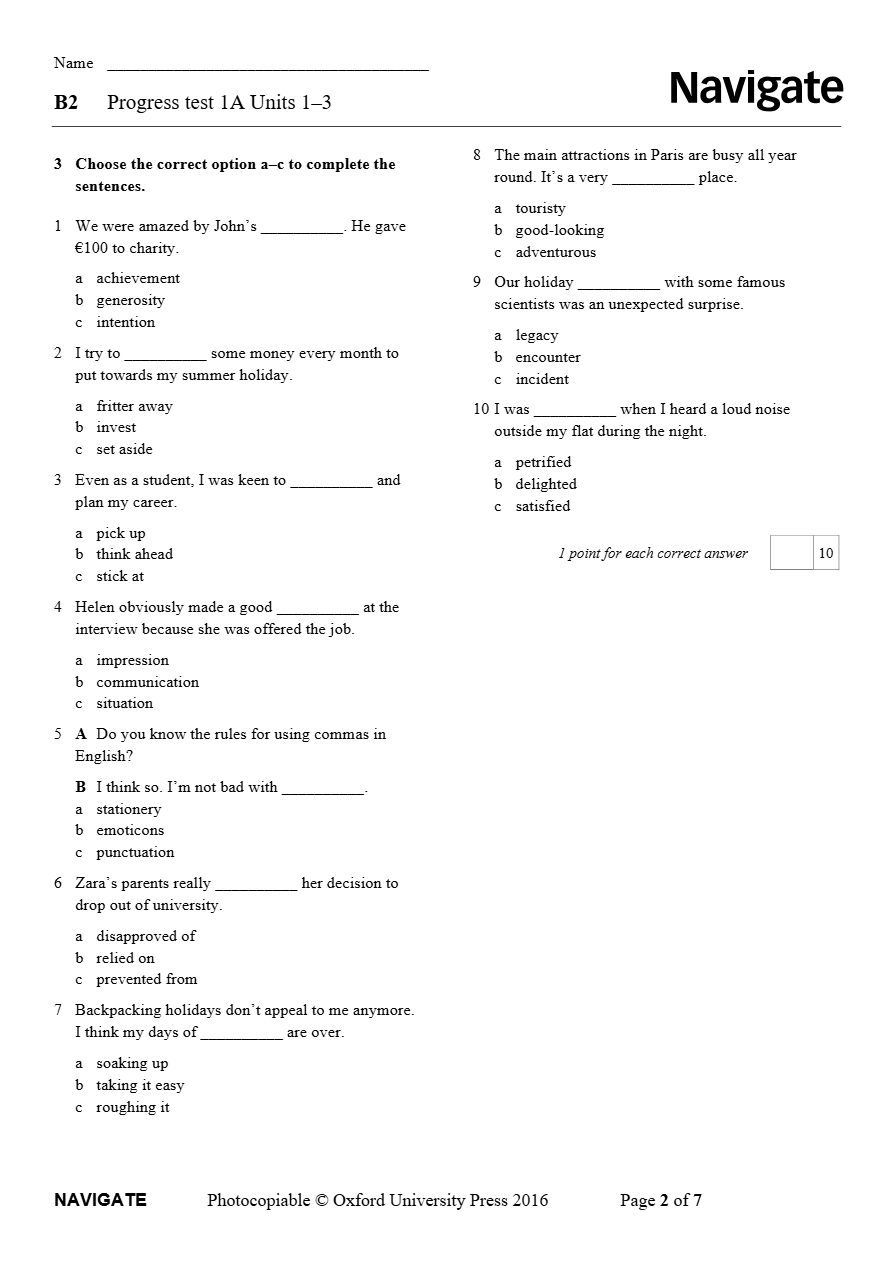 Name ______________________________________
Navigate
B2 Progress test 1A Units 1–3
3 Choose the correct option a–c to complete the
sentences.
1 We were amazed by John’s __________. He gave
€100 to charity.
a achievement
b generosity
c intention
2 I try to __________ some money every month to
put towards my summer holiday.
a fritter away
b invest
c set aside
3 Even as a student, I was keen to __________ and
plan my career.
a pick up
b think ahead
c stick at
4 Helen obviously made a good __________ at the
interview because she was offered the job.
a impression
b communication
c situation
5 A Do you know the rules for using commas in
English?
B I think so. I’m not bad with __________.
a stationery
b emoticons
c punctuation
6 Zara’s parents really __________ her decision to
drop out of university.
a disapproved of
b relied on
c prevented from
7 Backpacking holidays don’t appeal to me anymore.
I think my days of __________ are over.
a soaking up
b taking it easy
c roughing it
8 The main attractions in Paris are busy all year
round. It’s a very __________ place.
a touristy
b good-looking
c adventurous
9 Our holiday __________ with some famous
scientists was an unexpected surprise.
a legacy
b encounter
c incident
10 I was __________ when I heard a loud noise
outside my flat during the night.
a petrified
b delighted
c satisfied
1 point for each correct answer 10
NAVIGATE Photocopiable © Oxford University Press 2016 Page 2 of 7